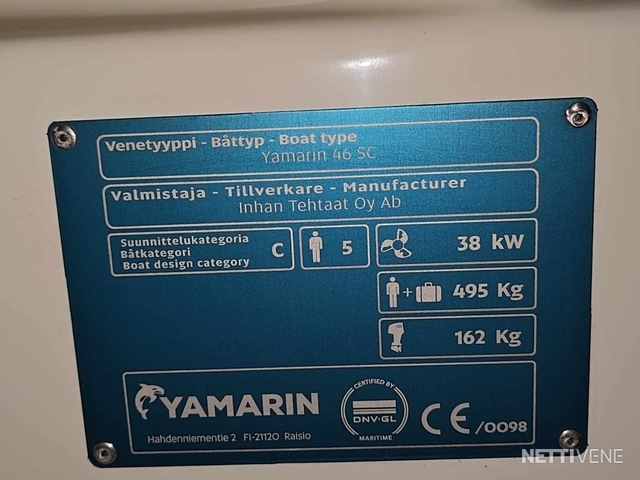 Venetyyppi - Båttyp - Boat type
Yamarin 46 SC
Valmistaja - Tillverkare - Manufacturer
Inhan Tehtaat Oy Ab
Suunnittelukategoria
Båtkategori
Boat design category
C
5
38 kW
+ 495 Kg
162 Kg
YAMARIN
Hahdenniementie 2 FI-21120 Raisio
CERTIFIED BY
DNV·GL
MARITIME
CE/0098
NETTIVENE